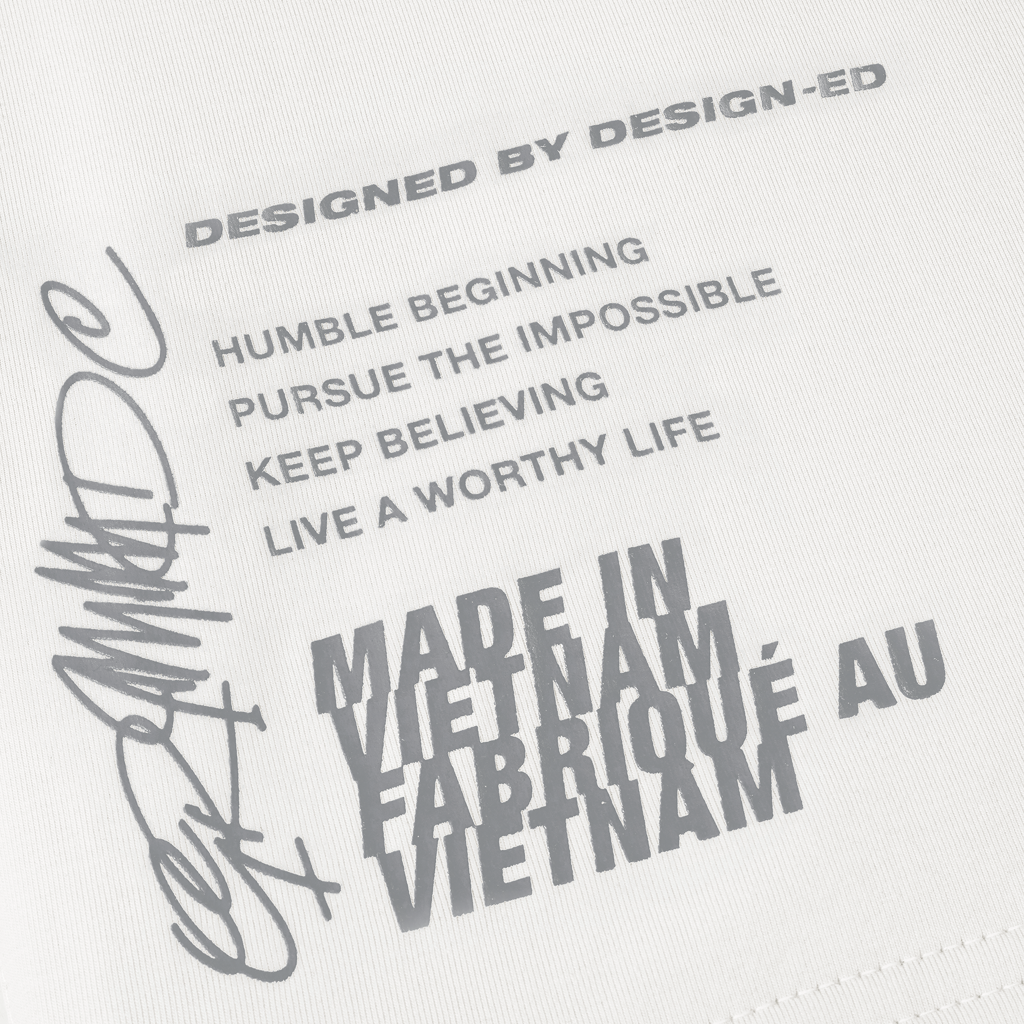 DESIGNED BY DESIGN-ED
HUMBLE BEGINNING
PURSUE THE IMPOSSIBLE
KEEP BELIEVING
LIVE A WORTHY LIFE
MADE IN
VIETNAM
FABRIQUÉ AU
VIETNAM